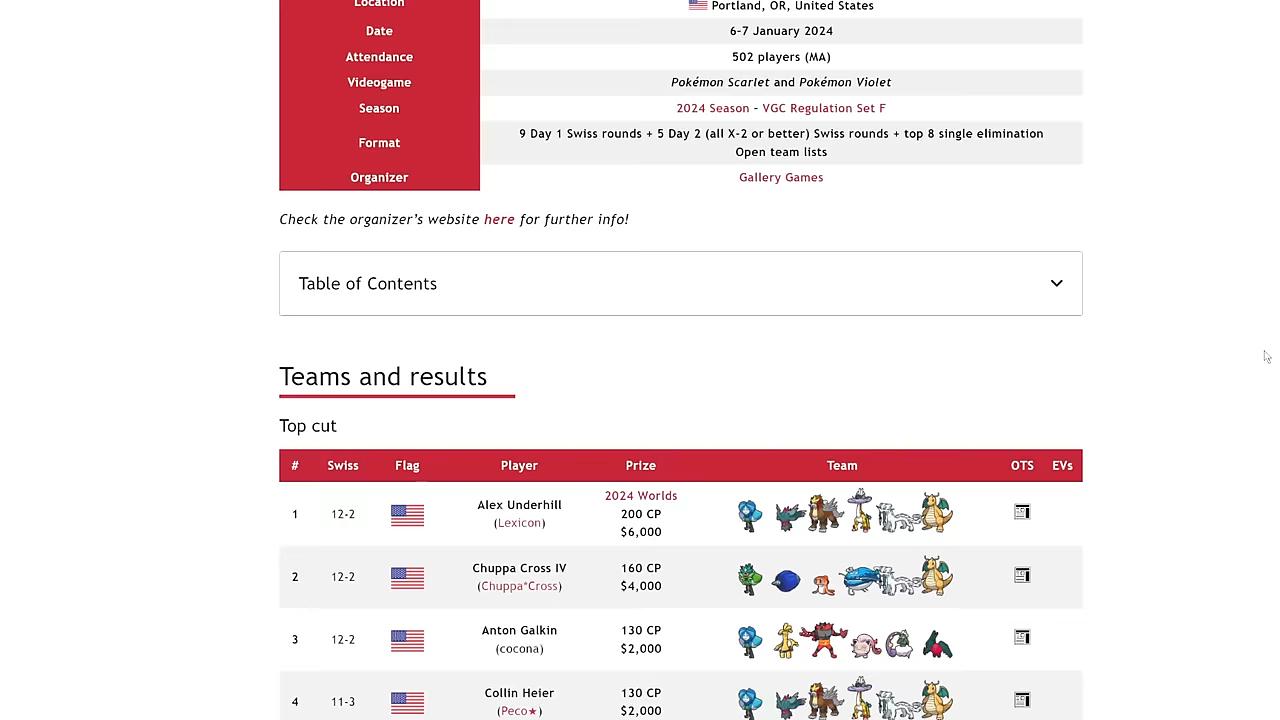 Location
Portland, OR, United States
Date
6-7 January 2024
Attendance
502 players (MA)
Videogame
Pokémon Scarlet and Pokémon Violet
Season
2024 Season - VGC Regulation Set F
Format
9 Day 1 Swiss rounds + 5 Day 2 (all X-2 or better) Swiss rounds + top 8 single elimination
Open team lists
Organizer
Gallery Games
Check the organizer's website here for further info!
Table of Contents
Teams and results
Top cut
# Swiss Flag Player Prize Team OTS EVs
1 12-2 Alex Underhill (Lexicon) 2024 Worlds 200 CP $6,000
2 12-2 Chuppa Cross IV (Chuppa*Cross) 160 CP $4,000
3 12-2 Anton Galkin (cocona) 130 CP $2,000
4 11-3 Collin Heier (Peco★) 130 CP $2,000